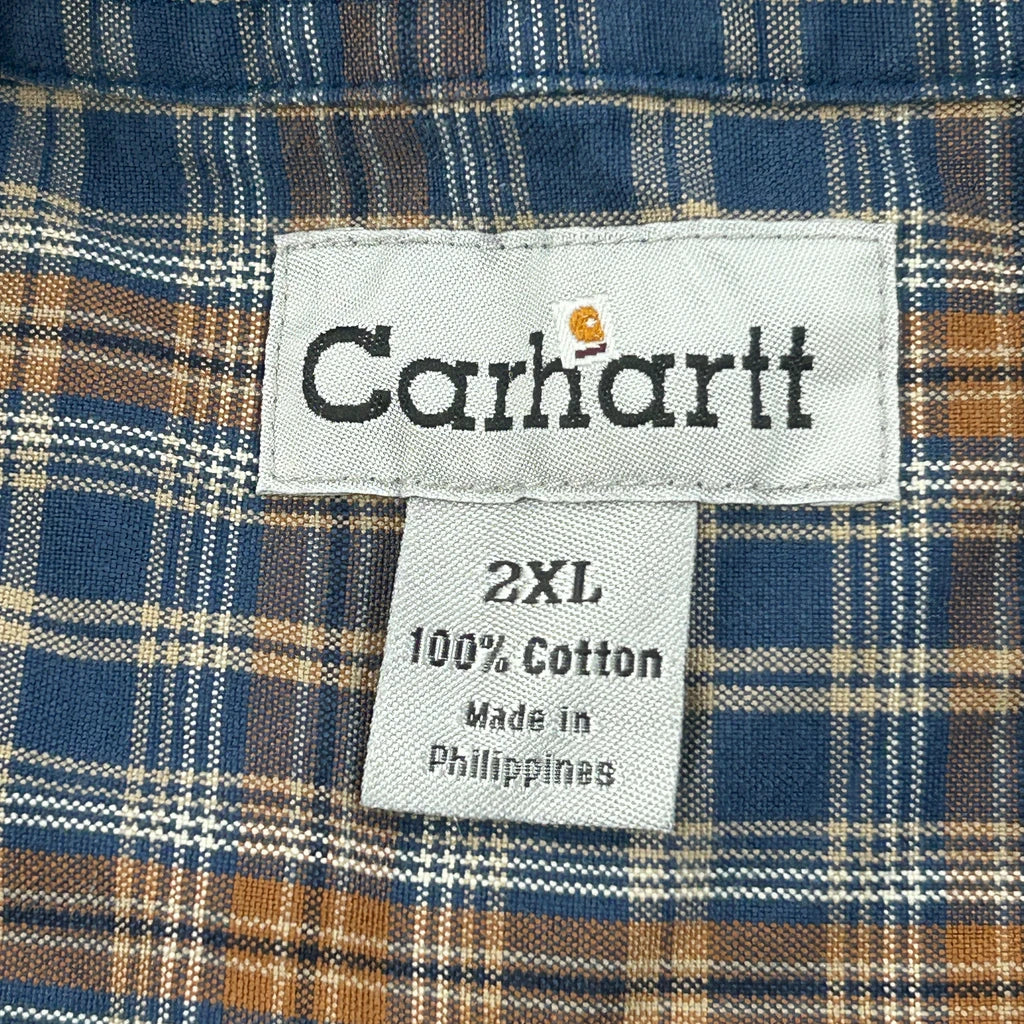 Carhartt
2XL
100% Cotton
Made in
Philippines